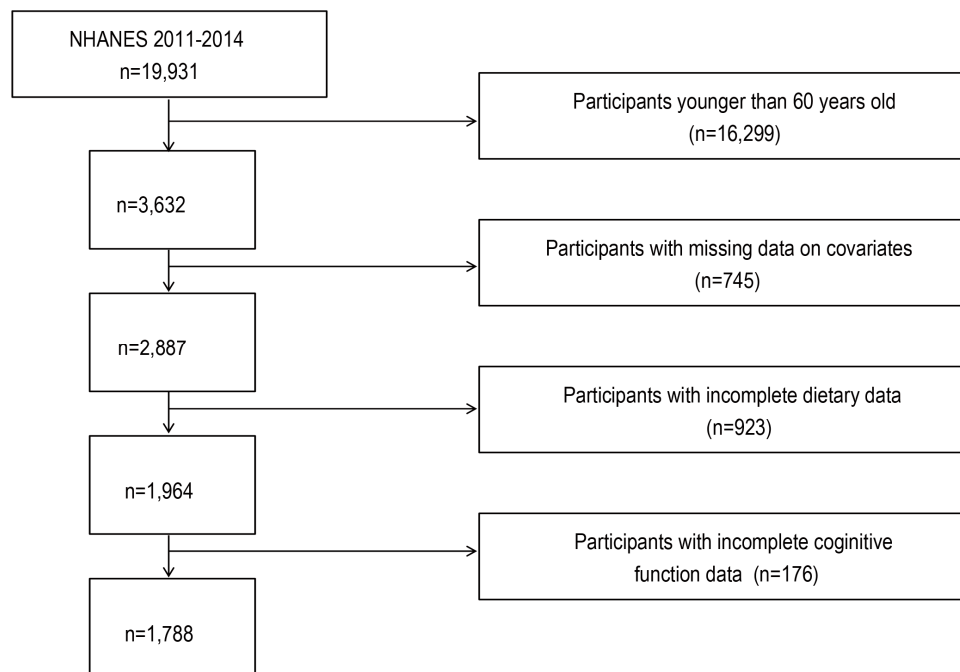 NHANES 2011-2014
n=19,931
Participants younger than 60 years old
(n=16,299)
n=3,632
Participants with missing data on covariates
(n=745)
n=2,887
Participants with incomplete dietary data
(n=923)
n=1,964
Participants with incomplete coginitive
function data (n=176)
n=1,788